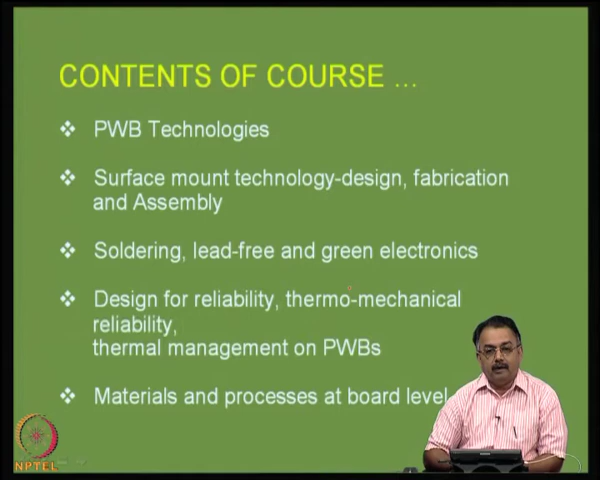 CONTENTS OF COURSE ...
❖ PWB Technologies
❖ Surface mount technology-design, fabrication
and Assembly
❖ Soldering, lead-free and green electronics
❖ Design for reliability, thermo-mechanical
reliability,
thermal management on PWBs
❖ Materials and processes at board level
NPTEL